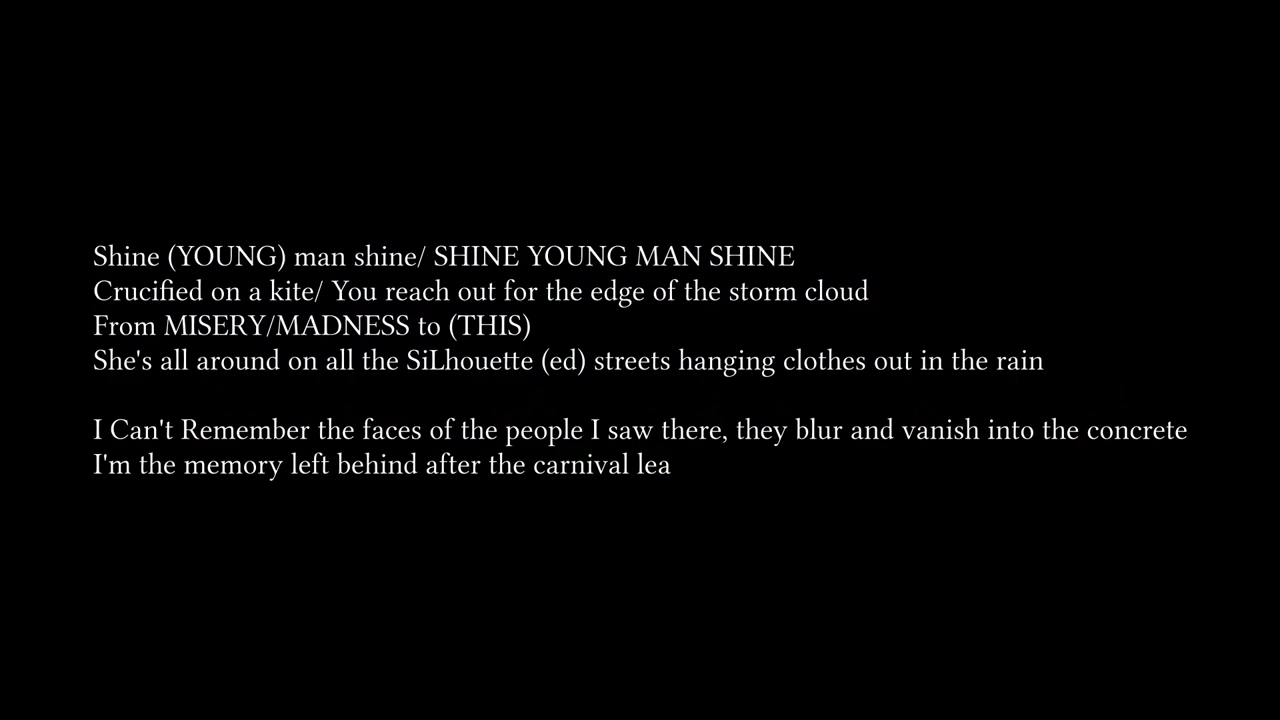 Shine (YOUNG) man shine/ SHINE YOUNG MAN SHINE
Crucified on a kite/ You reach out for the edge of the storm cloud
From MISERY/MADNESS to (THIS)
She's all around on all the SiLhouette (ed) streets hanging clothes out in the rain
I Can't Remember the faces of the people I saw there, they blur and vanish into the concrete
I'm the memory left behind after the carnival lea